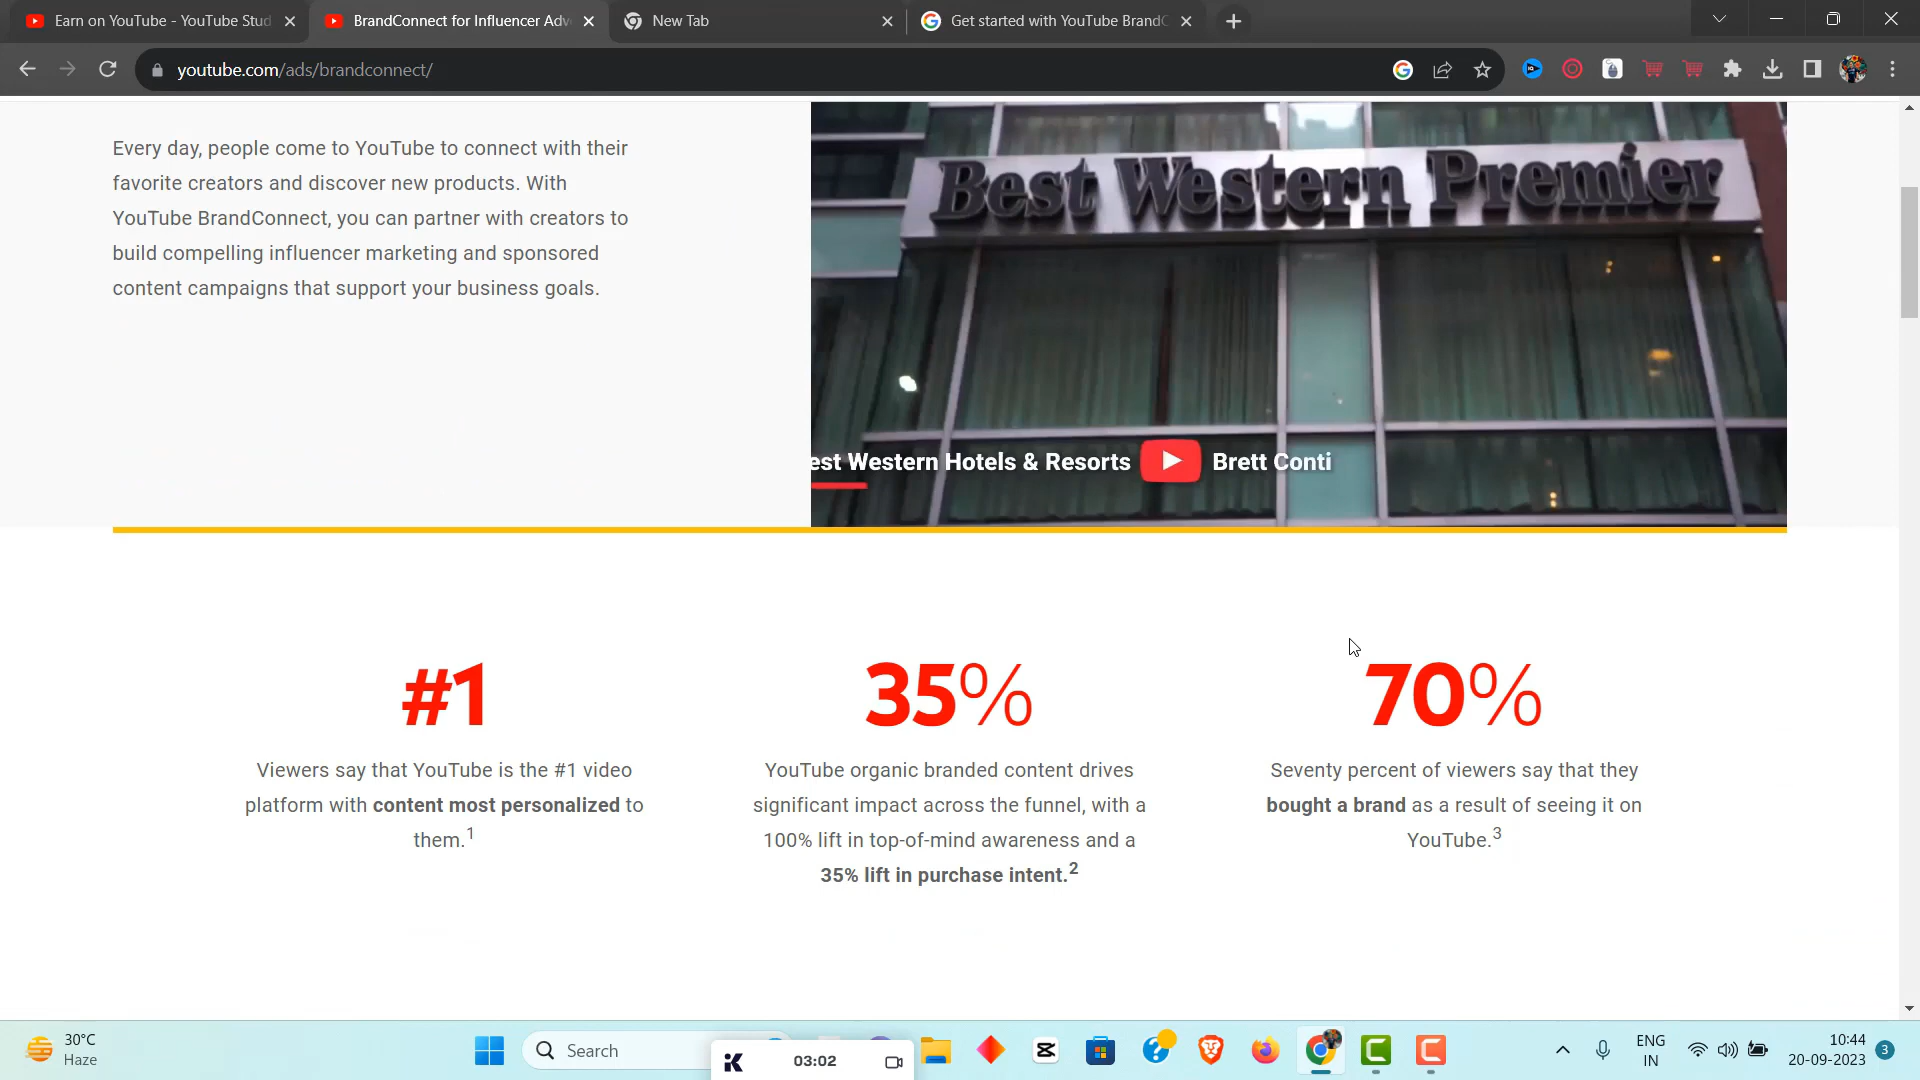 Earn on YouTube - YouTube Stud
BrandConnect for Influencer Adv
New Tab
Get started with YouTube BrandC
youtube.com/ads/brandconnect/
Every day, people come to YouTube to connect with their
favorite creators and discover new products. With
YouTube BrandConnect, you can partner with creators to
build compelling influencer marketing and sponsored
content campaigns that support your business goals.
Best Western Premier
est Western Hotels & Resorts
Brett Conti
#1
Viewers say that YouTube is the #1 video
platform with content most personalized to
them.1
35%
YouTube organic branded content drives
significant impact across the funnel, with a
100% lift in top-of-mind awareness and a
35% lift in purchase intent.2
70%
Seventy percent of viewers say that they
bought a brand as a result of seeing it on
YouTube.3
30°C
Haze
Search
03:02
ENG
IN
10:44
20-09-2023
3